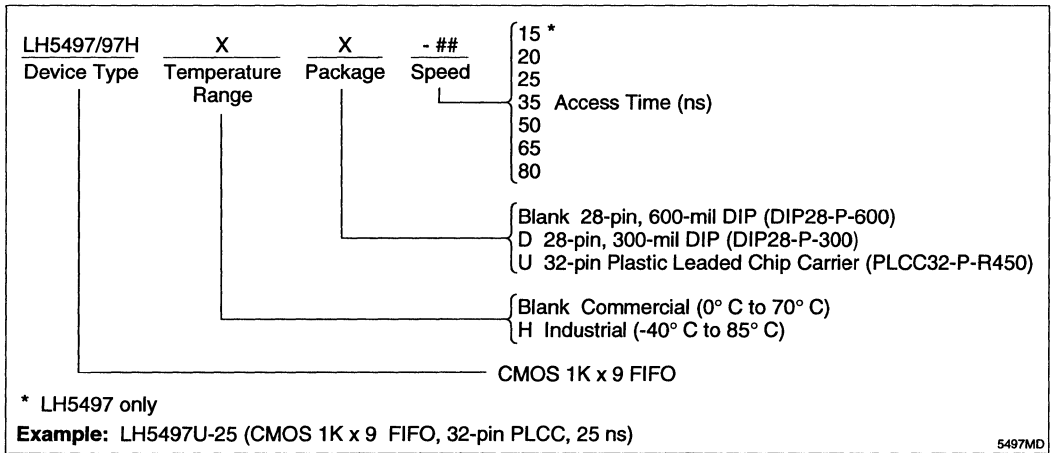 LH5497/97H X X - ##
Device Type Temperature Range Package Speed
15 *
20
25
35 Access Time (ns)
50
65
80
Blank 28-pin, 600-mil DIP (DIP28-P-600)
D 28-pin, 300-mil DIP (DIP28-P-300)
U 32-pin Plastic Leaded Chip Carrier (PLCC32-P-R450)
Blank Commercial (0° C to 70° C)
H Industrial (-40° C to 85° C)
CMOS 1K x 9 FIFO
* LH5497 only
Example: LH5497U-25 (CMOS 1K x 9 FIFO, 32-pin PLCC, 25 ns)
5497MD